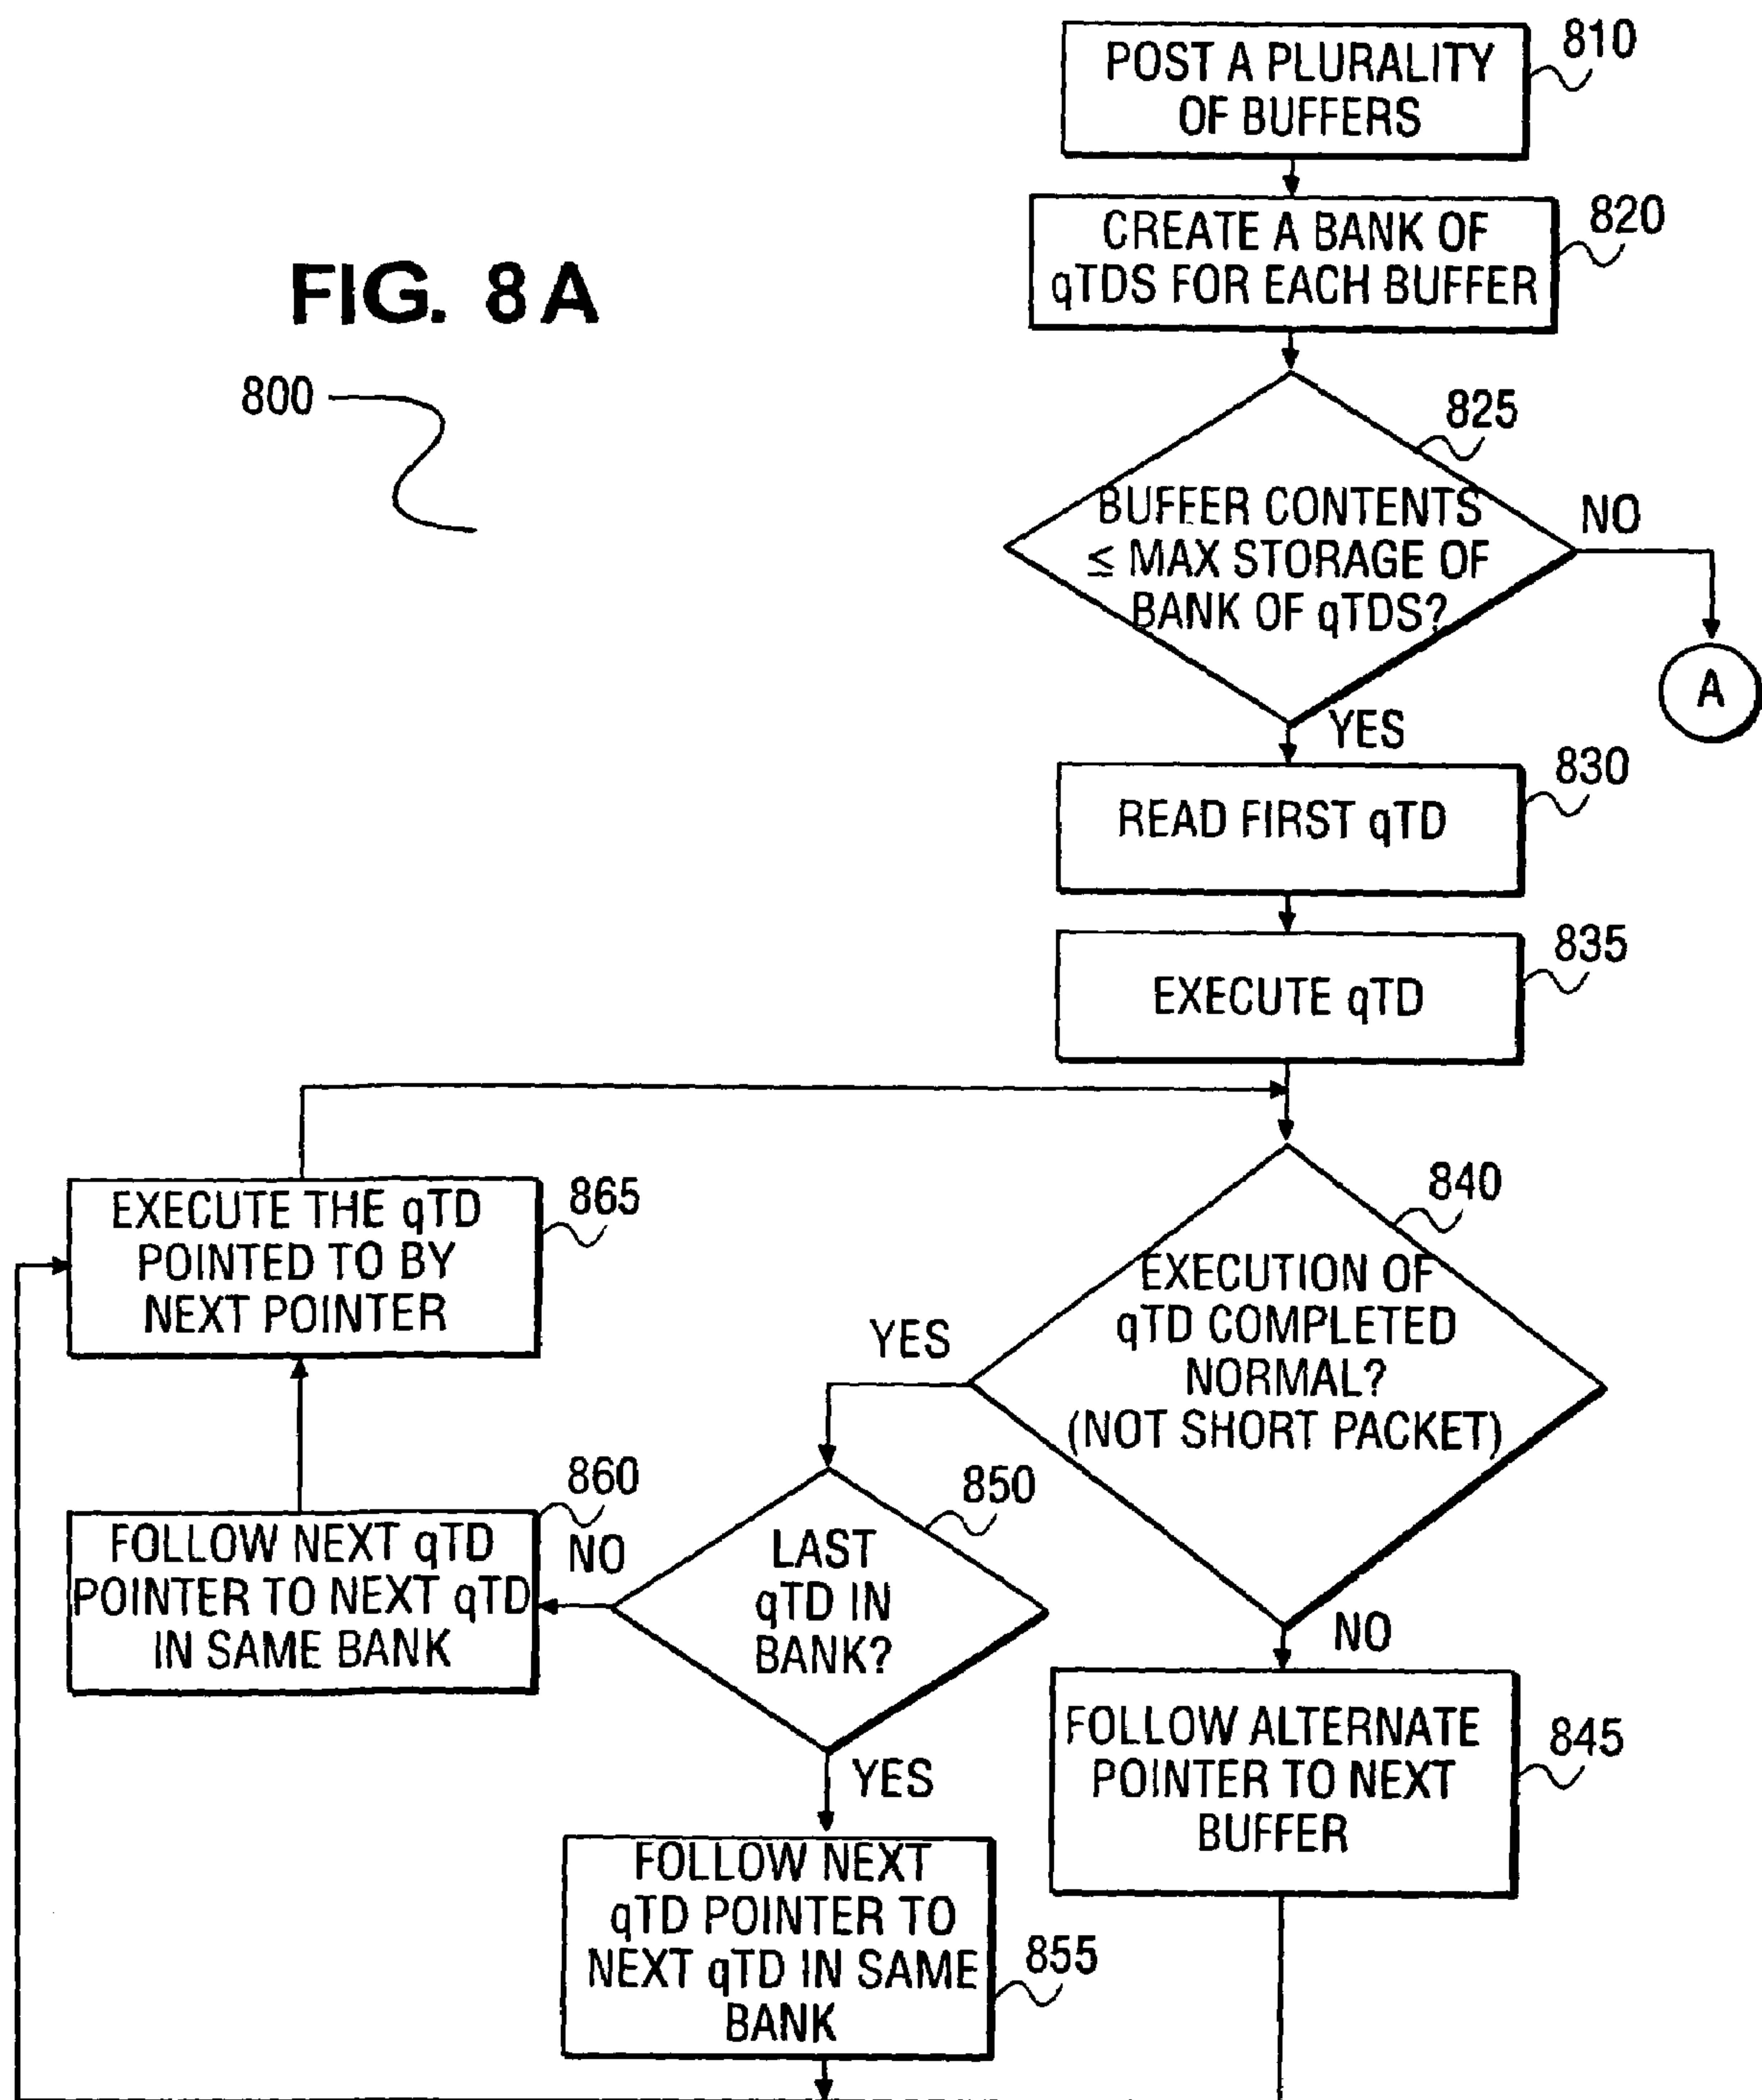 FIG. 8A
800
POST A PLURALITY
OF BUFFERS
810
CREATE A BANK OF
qTDS FOR EACH BUFFER
820
825
BUFFER CONTENTS
≤ MAX STORAGE OF
BANK OF qTDS?
NO
A
YES
READ FIRST qTD
830
EXECUTE qTD
835
EXECUTE THE qTD
POINTED TO BY
NEXT POINTER
865
840
EXECUTION OF
qTD COMPLETED
NORMAL?
(NOT SHORT PACKET)
YES
NO
850
LAST
qTD IN
BANK?
NO
YES
860
FOLLOW NEXT qTD
POINTER TO NEXT qTD
IN SAME BANK
FOLLOW ALTERNATE
POINTER TO NEXT
BUFFER
845
FOLLOW NEXT
qTD POINTER TO
NEXT qTD IN SAME
BANK
855